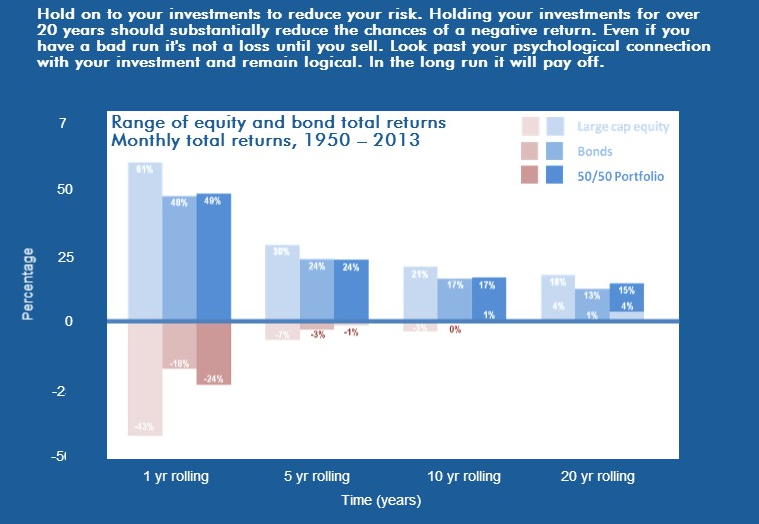 Hold on to your investments to reduce your risk. Holding your investments for over
20 years should substantially reduce the chances of a negative return. Even if you
have a bad run it's not a loss until you sell. Look past your psychological connection
with your investment and remain logical. In the long run it will pay off.
Range of equity and bond total returns
Monthly total returns, 1950 – 2013
Large cap equity
Bonds
50/50 Portfolio
Percentage
7
50
25
0
-2
-5
61%
48%
49%
-43%
-18%
-24%
30%
24%
24%
-7%
-3%
-1%
21%
17%
17%
1%
0%
18%
13%
15%
4%
1%
4%
1 yr rolling
5 yr rolling
10 yr rolling
20 yr rolling
Time (years)